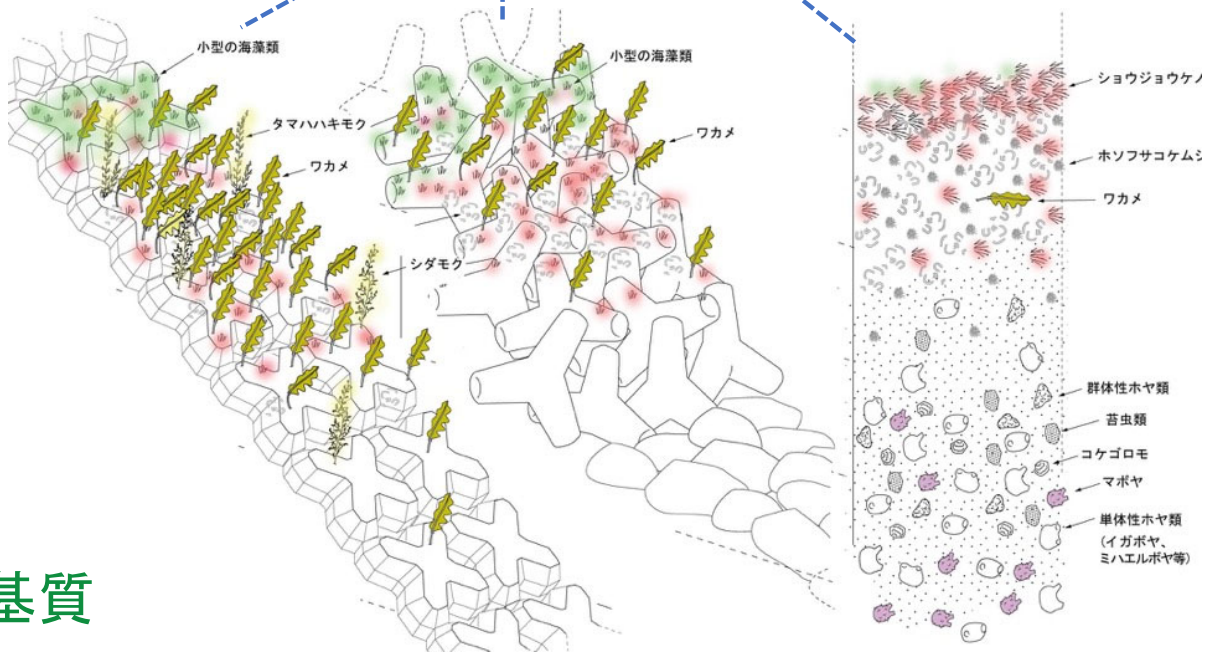 小型の海藻類
タマハハキモク
ワカメ
シダモク
小型の海藻類
ワカメ
ショウジョウケノ
ホソフサコケムシ
ワカメ
群体性ホヤ類
苔虫類
コケゴロモ
マボヤ
単体性ホヤ類
(イガボヤ、
ミハエルボヤ等)
基質